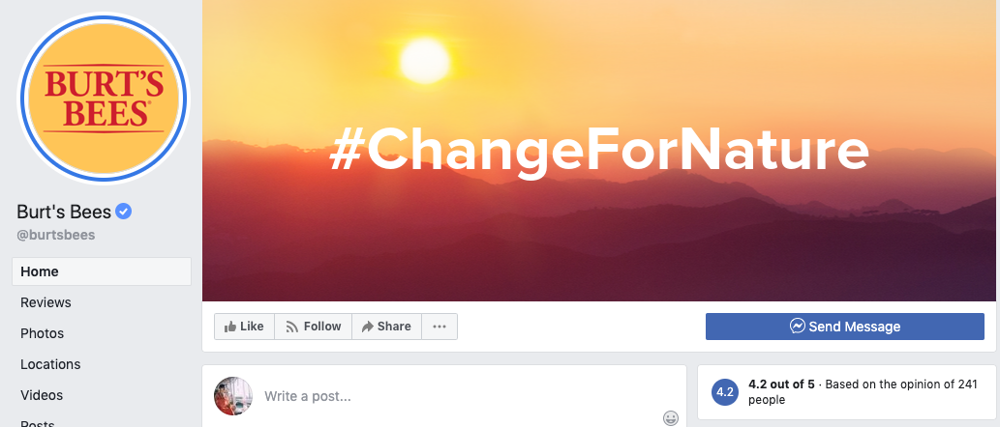 BURT'S
BEES®
Burt's Bees
@burtsbees
Home
Reviews
Photos
Locations
Videos
Posts
#ChangeForNature
Like
Follow
Share
Send Message
Write a post...
4.2
4.2 out of 5 · Based on the opinion of 241
people